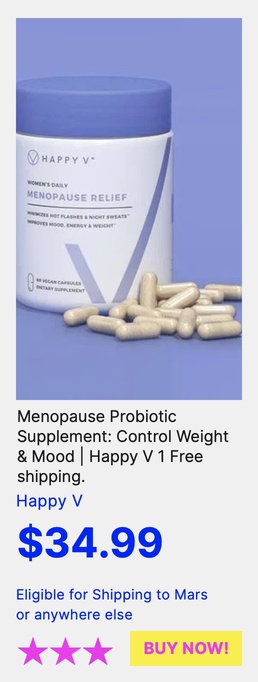 HAPPY V
WOMEN'S DAILY
MENOPAUSE RELIEF
MINIMIZES HOT FLASHES & NIGHT SWEATS
IMPROVES MOOD, ENERGY & WEIGHT
60 VEGAN CAPSULES
DIETARY SUPPLEMENT
Menopause Probiotic
Supplement: Control Weight
& Mood | Happy V 1 Free
shipping.
Happy V
$34.99
Eligible for Shipping to Mars
or anywhere else
BUY NOW!